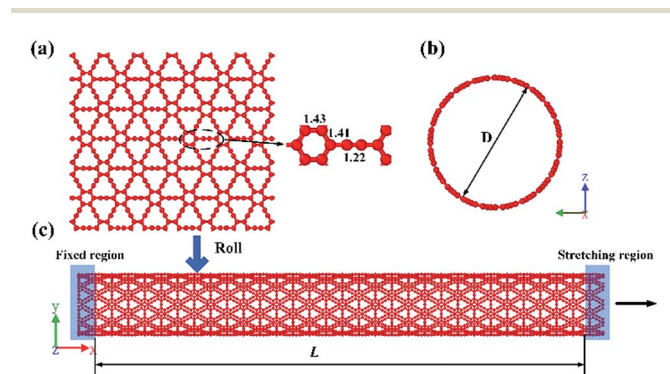 (a)
1.43
1.41
1.22
(b)
D
z
x
Roll
(c)
Fixed region
Stretching region
y
z
x
L